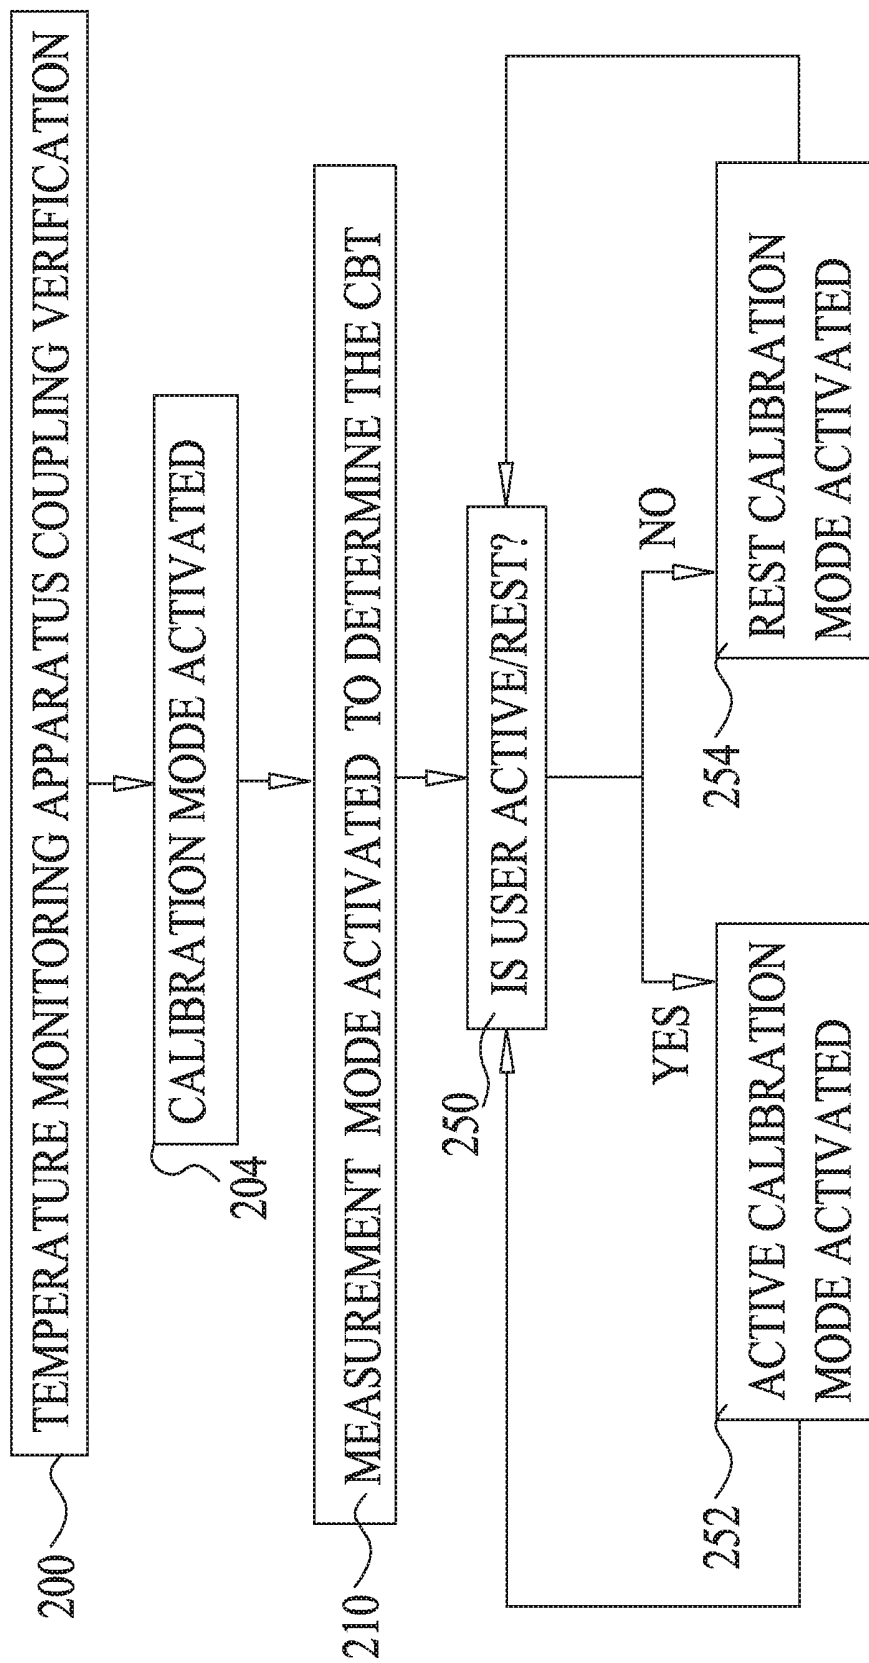 200
TEMPERATURE MONITORING APPARATUS COUPLING VERIFICATION
204
CALIBRATION MODE ACTIVATED
210
MEASUREMENT MODE ACTIVATED TO DETERMINE THE CBT
250
IS USER ACTIVE/REST?
YES
NO
252
ACTIVE CALIBRATION
MODE ACTIVATED
254
REST CALIBRATION
MODE ACTIVATED